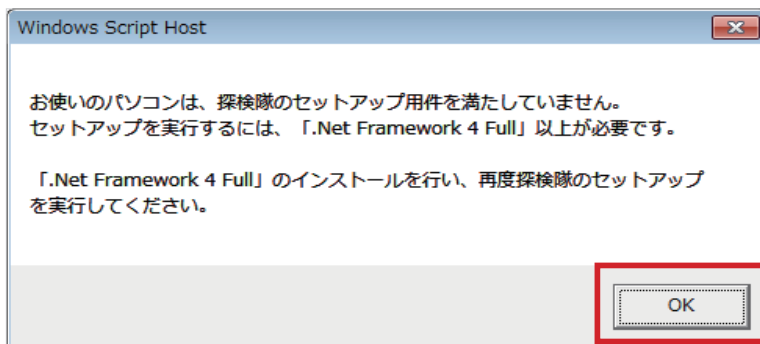 Windows Script Host
お使いのパソコンは、探検隊のセットアップ用件を満たしていません。
セットアップを実行するには、「.Net Framework 4 Full」以上が必要です。
「.Net Framework 4 Full」のインストールを行い、再度探検隊のセットアップ
を実行してください。
OK